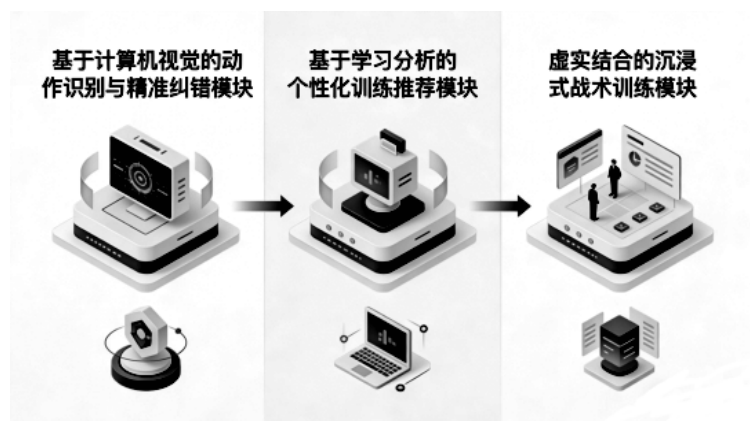 基于计算机视觉的动
作识别与精准纠错模块
基于学习分析的
个性化训练推荐模块
虚实结合的沉浸
式战术训练模块